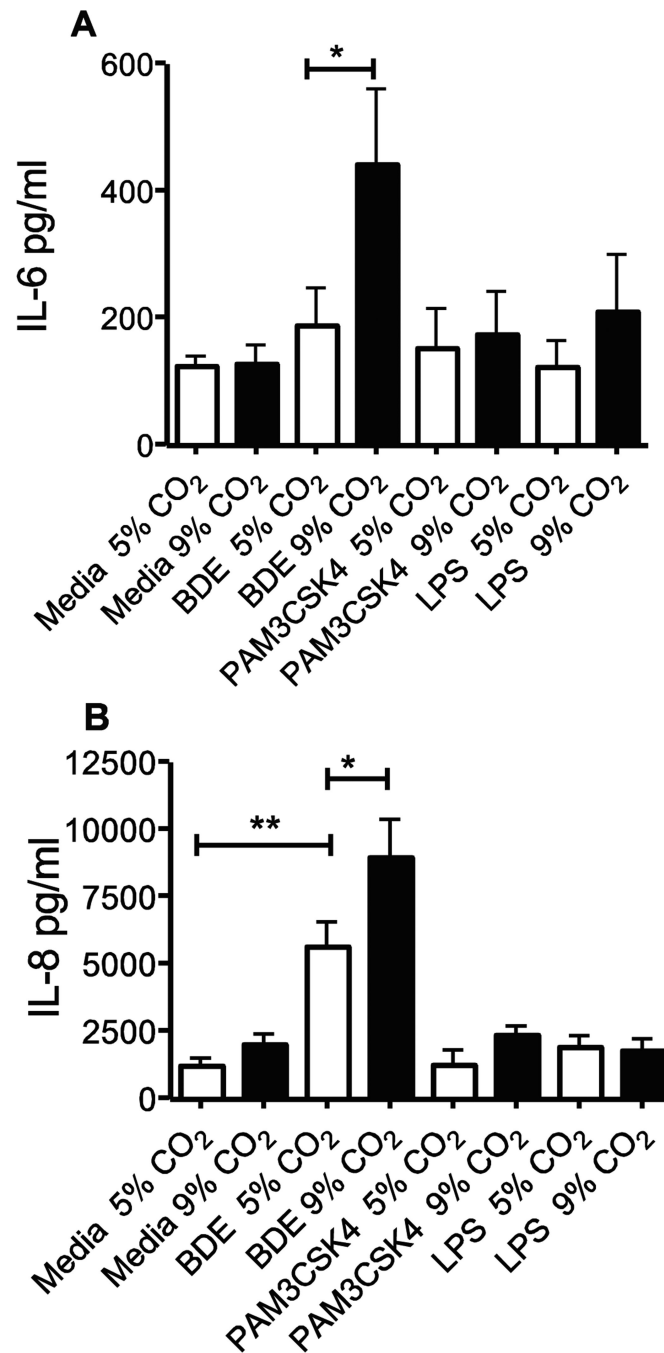 A
*
600
400
200
0
IL-6 pg/ml
Media 5% CO₂
Media 9% CO₂
BDE 5% CO₂
BDE 9% CO₂
PAM3CSK4 5% CO₂
PAM3CSK4 9% CO₂
LPS 5% CO₂
LPS 9% CO₂
B
*
**
12500
10000
7500
5000
2500
0
IL-8 pg/ml
Media 5% CO₂
Media 9% CO₂
BDE 5% CO₂
BDE 9% CO₂
PAM3CSK4 5% CO₂
PAM3CSK4 9% CO₂
LPS 5% CO₂
LPS 9% CO₂